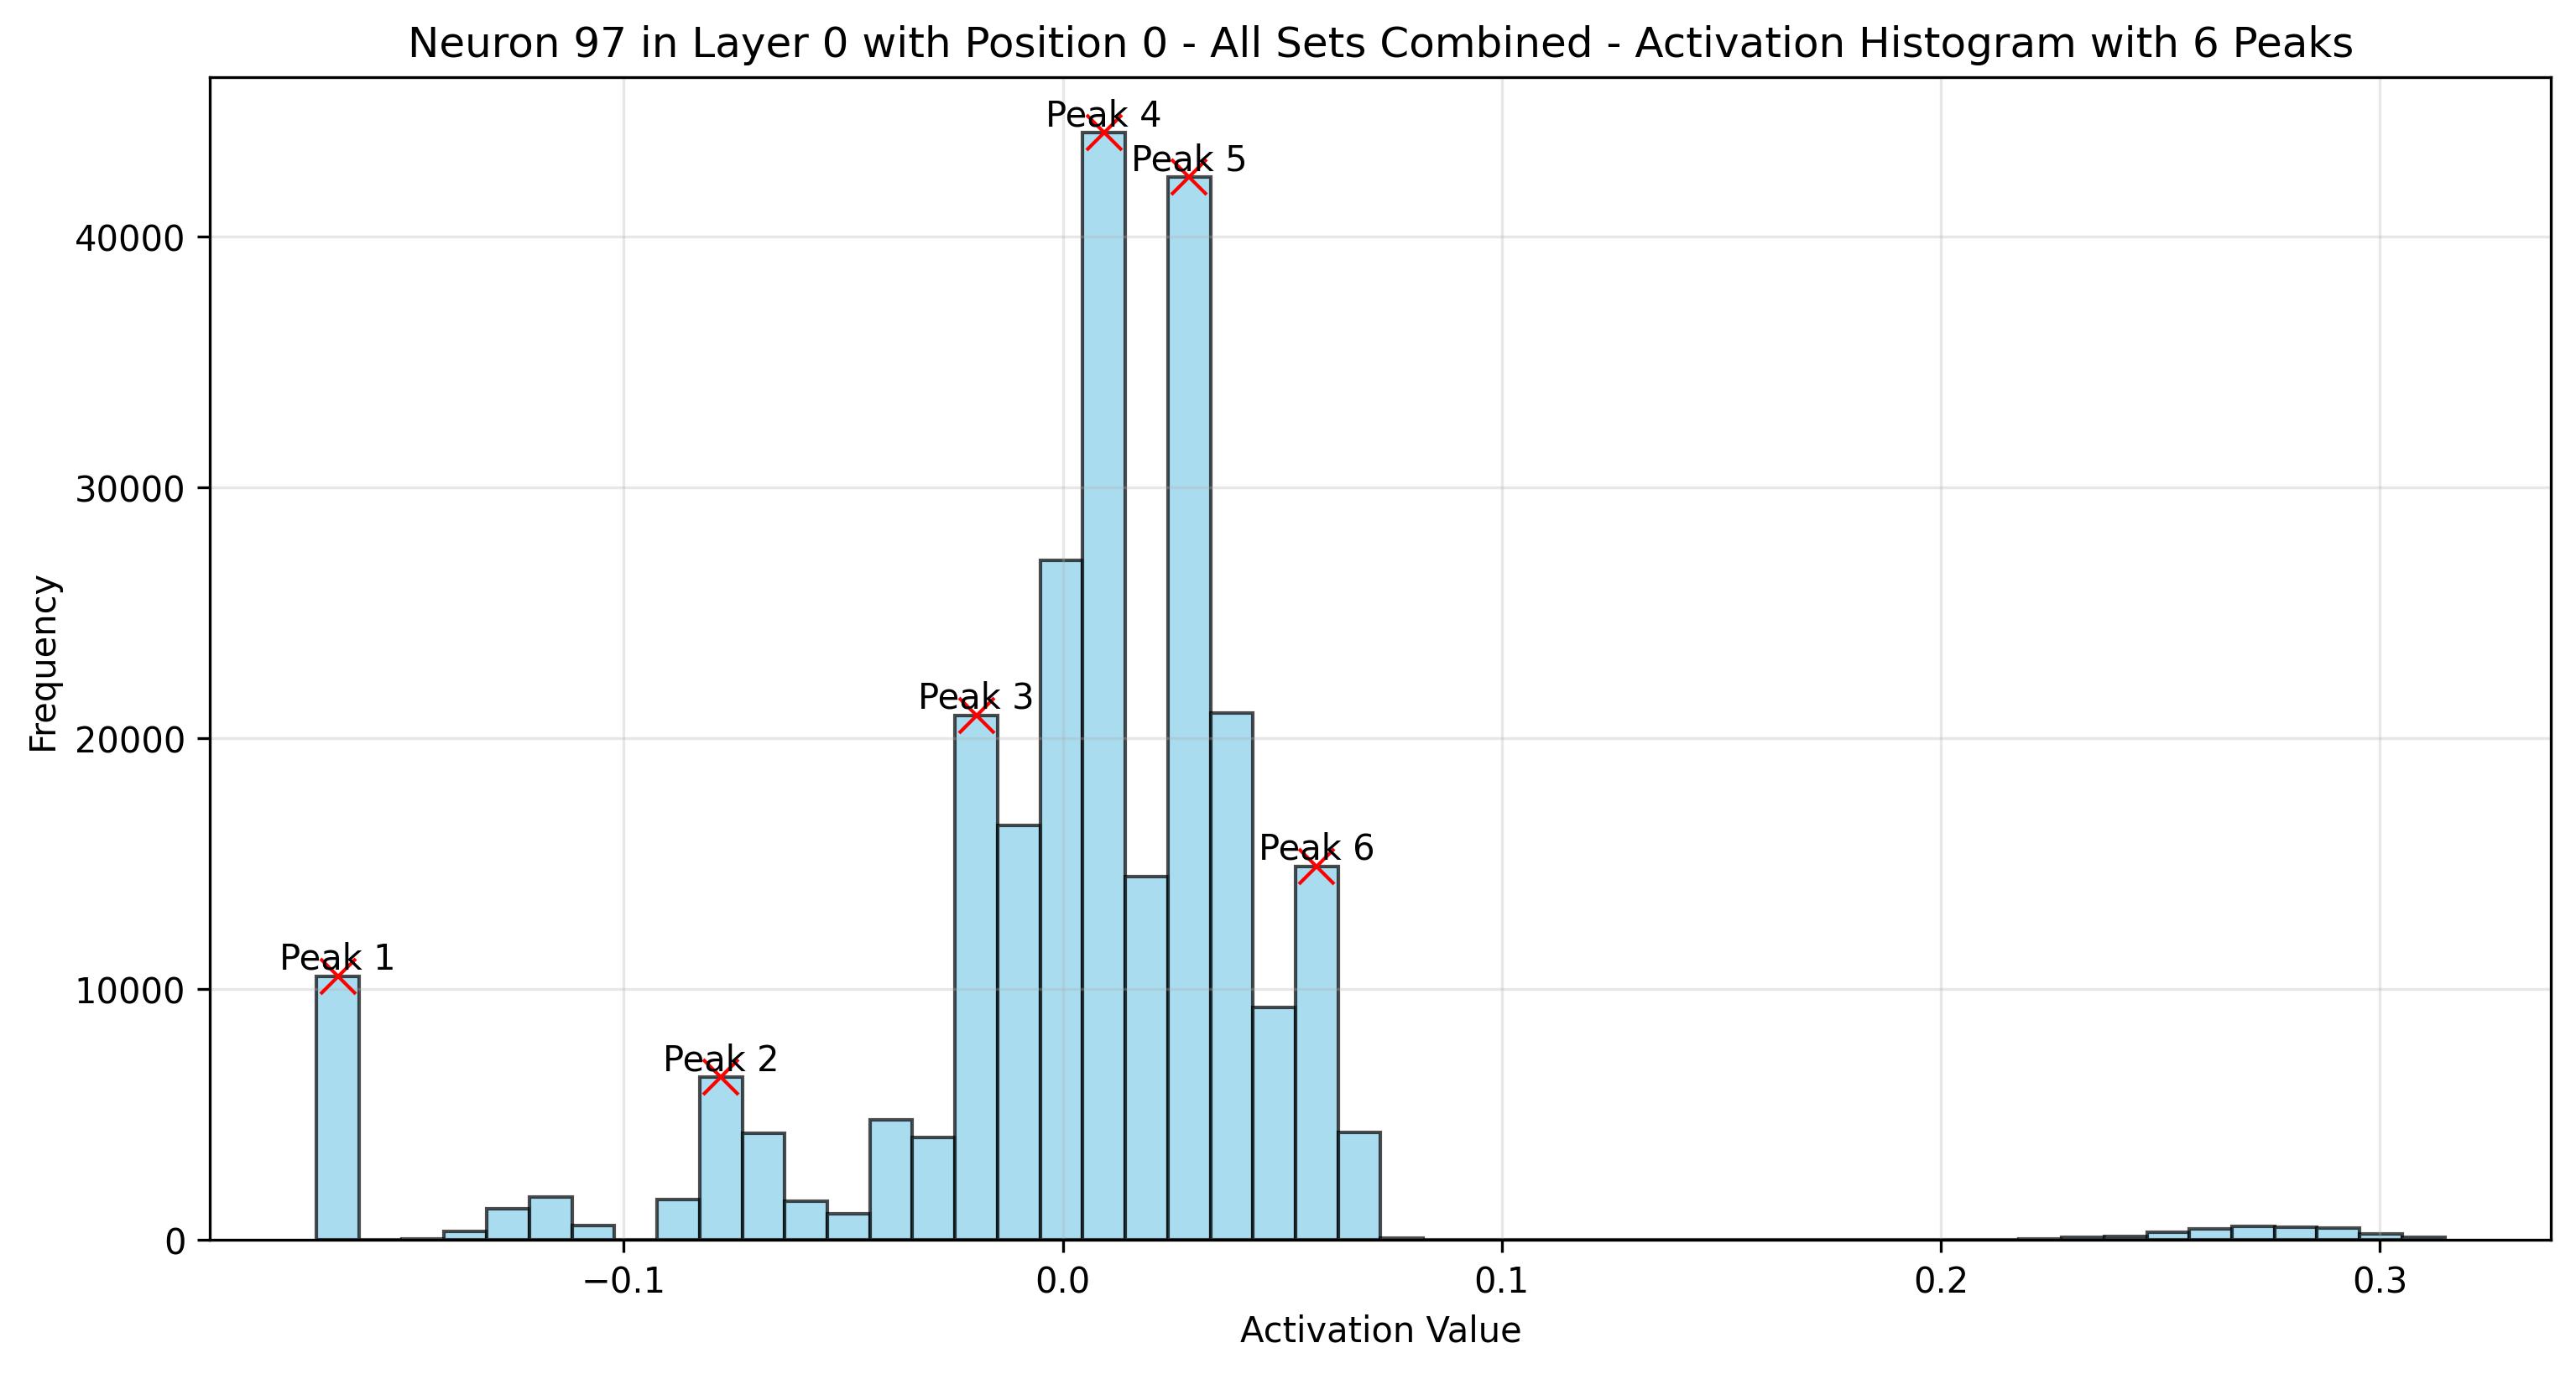 Neuron 97 in Layer 0 with Position 0 - All Sets Combined - Activation Histogram with 6 Peaks
Peak 4
Peak 5
40000
30000
Frequency
Peak 3
20000
Peak 6
Peak 1
10000
Peak 2
0
−0.1 0.0 0.1 0.2 0.3
Activation Value